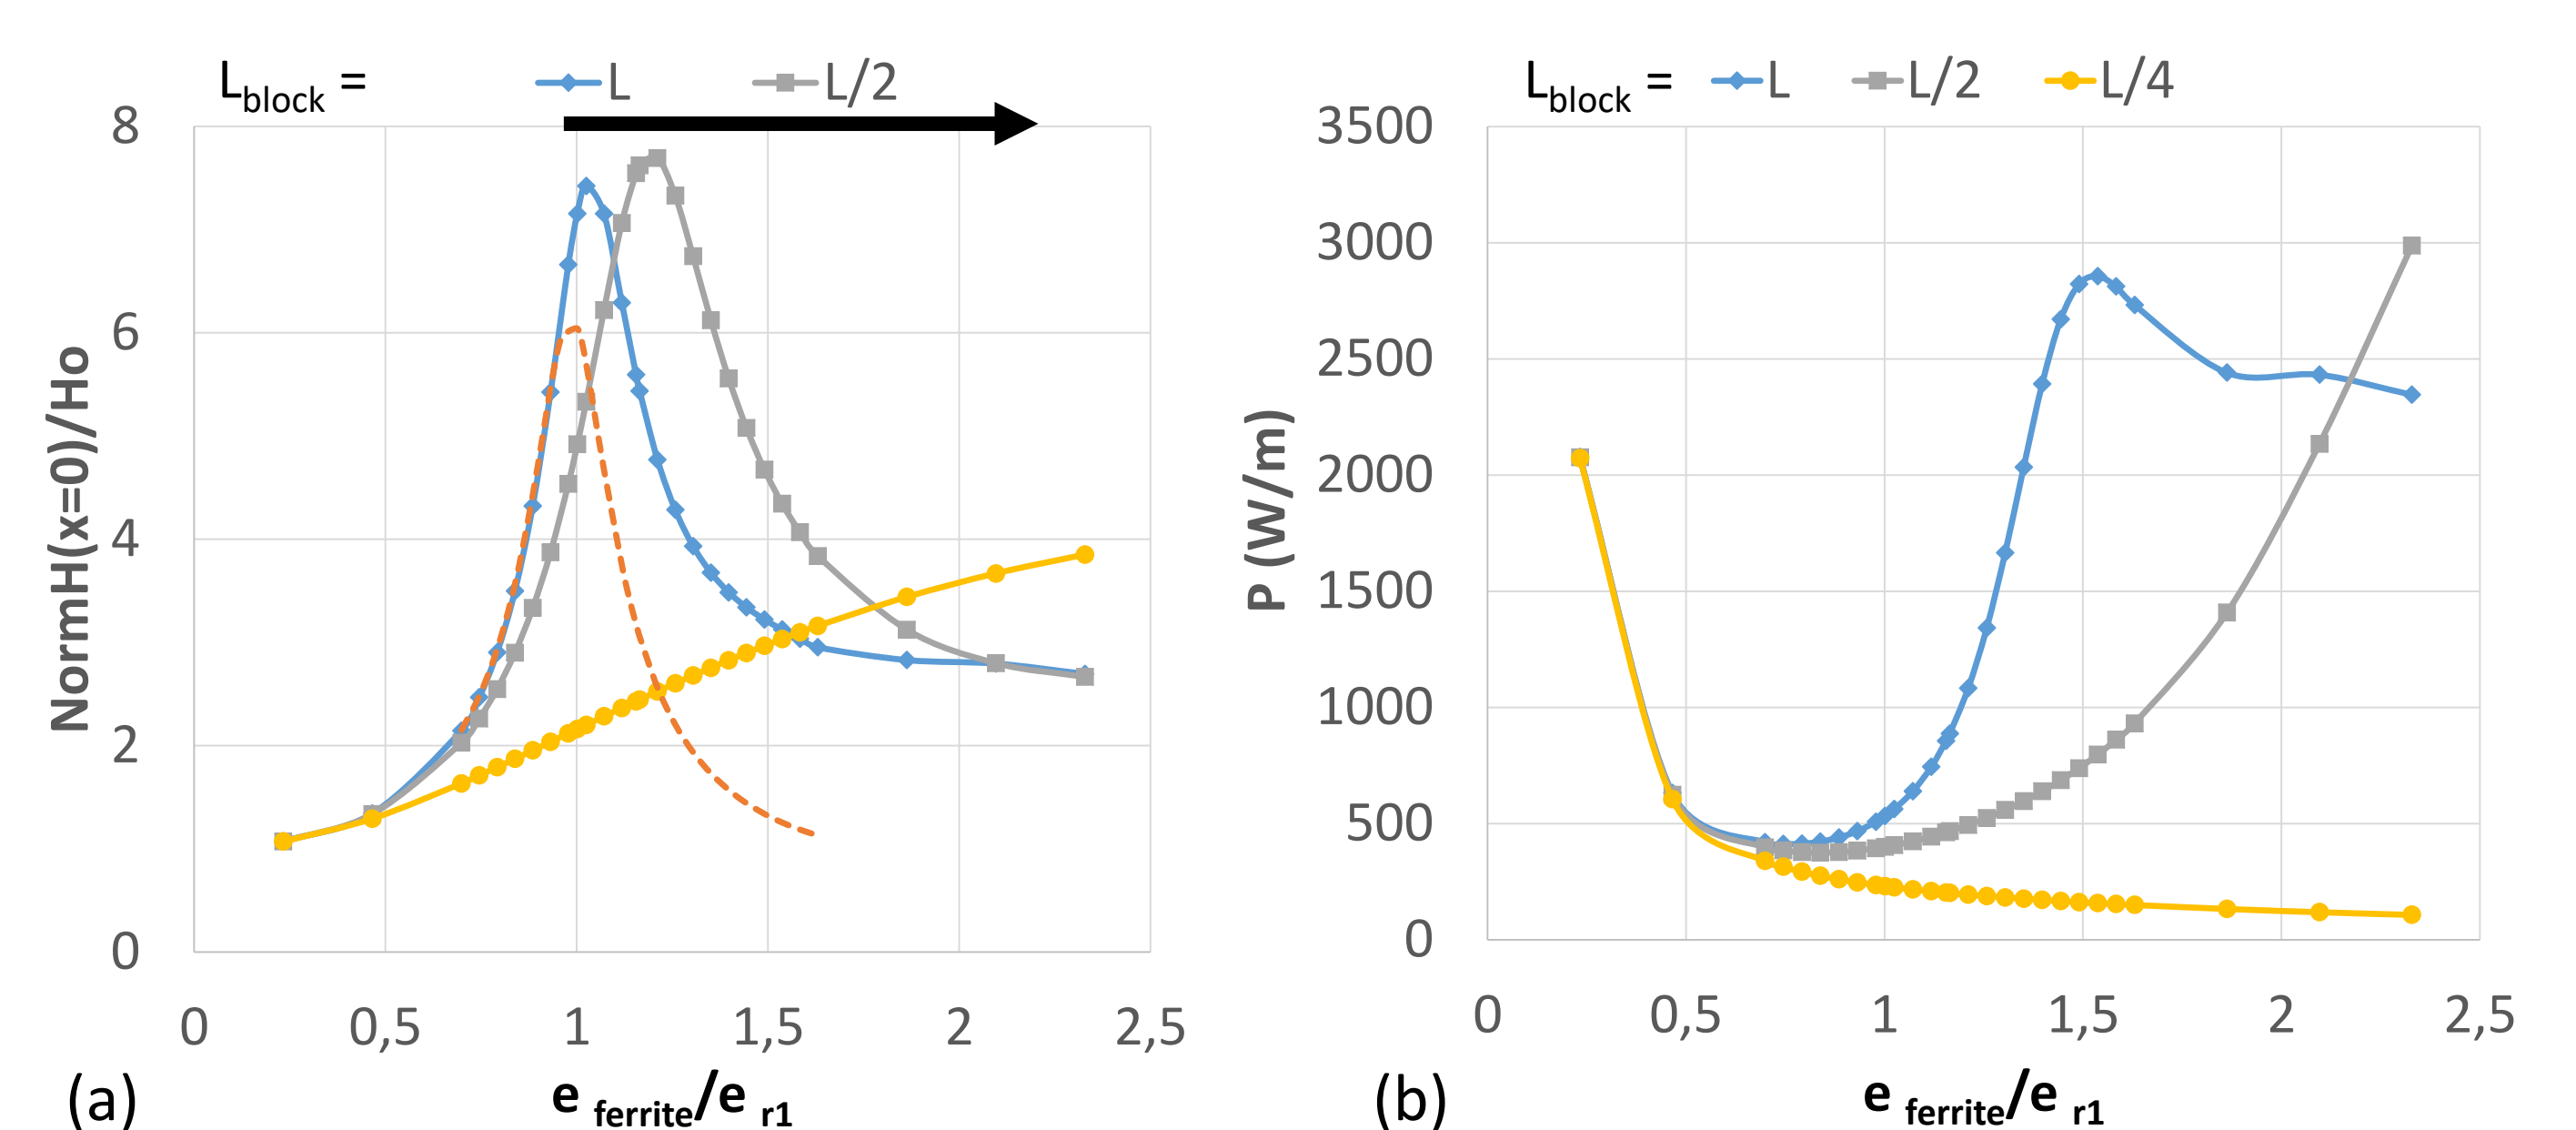 L block = L L/2
8
6
4
2
0
NormH(x=0)/Ho
0 0,5 1 1,5 2 2,5
e ferrite/e r1
(a)
L block = L L/2 L/4
3500
3000
2500
2000
1500
1000
500
0
P (W/m)
0 0,5 1 1,5 2 2,5
e ferrite/e r1
(b)